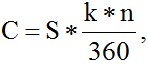 C = S * k * n / 360 ,